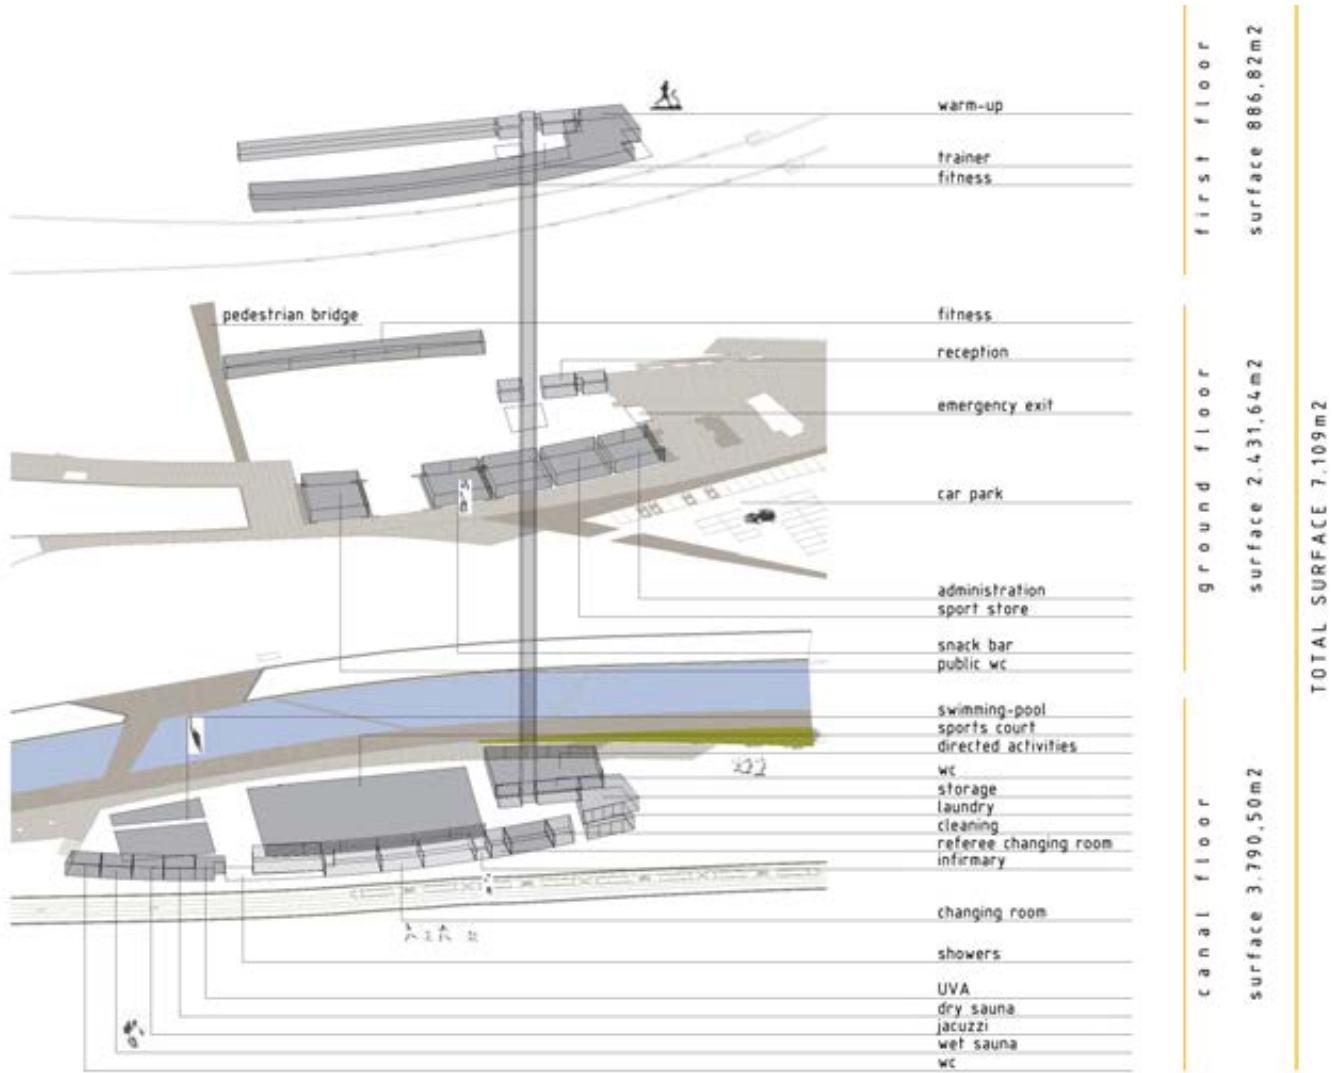 warm-up
trainer
fitness
first floor
surface 886,82m2
pedestrian bridge
fitness
reception
emergency exit
car park
administration
sport store
snack bar
public wc
ground floor
surface 2.431,64m2
swimming-pool
sports court
directed activities
wc
storage
laundry
cleaning
referee changing room
infirmary
changing room
showers
UVA
dry sauna
jacuzzi
wet sauna
wc
canal floor
surface 3.790,50m2
TOTAL SURFACE 7.109m2